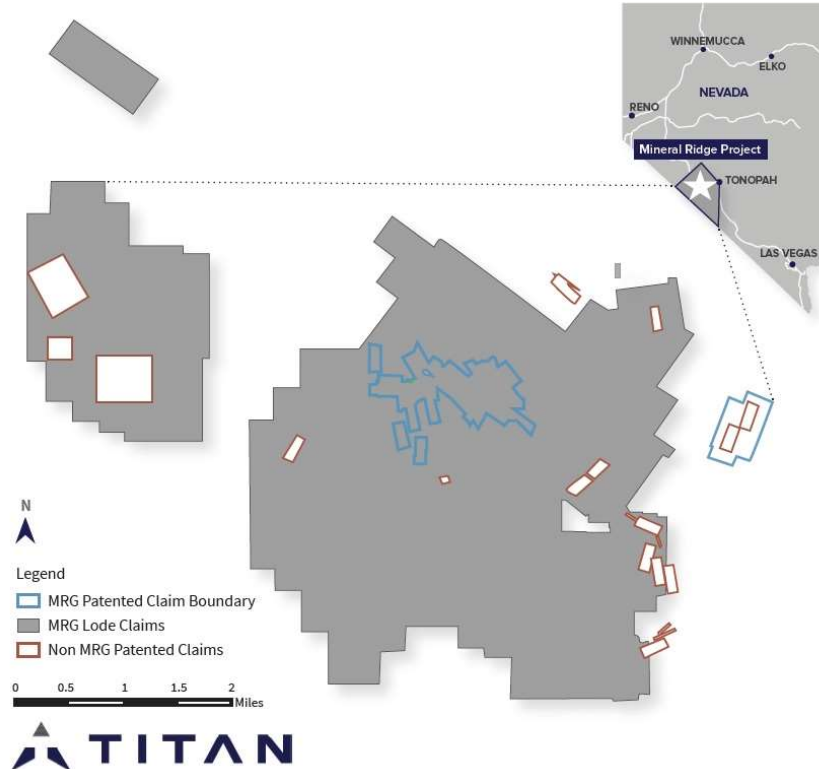 WINNEMUCCA
ELKO
NEVADA
RENO
Mineral Ridge Project
TONOPAH
LAS VEGAS
N
Legend
MRG Patented Claim Boundary
MRG Lode Claims
Non MRG Patented Claims
0 0.5 1 1.5 2
Miles
TITAN